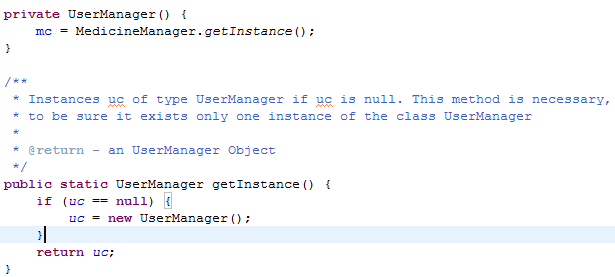 private UserManager() {
    mc = MedicineManager.getInstance();
}

/**
 * Instances uc of type UserManager if uc is null. This method is necessary,
 * to be sure it exists only one instance of the class UserManager
 *
 * @return - an UserManager Object
 */
public static UserManager getInstance() {
    if (uc == null) {
        uc = new UserManager();
    }
    return uc;
}